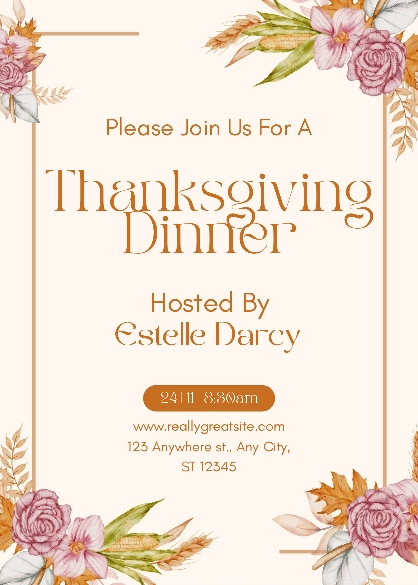 Please Join Us For A
Thanksgiving
Dinner
Hosted By
Estelle Darcy
24|11 8:30am
www.reallygreatsite.com
123 Anywhere st., Any City,
ST 12345